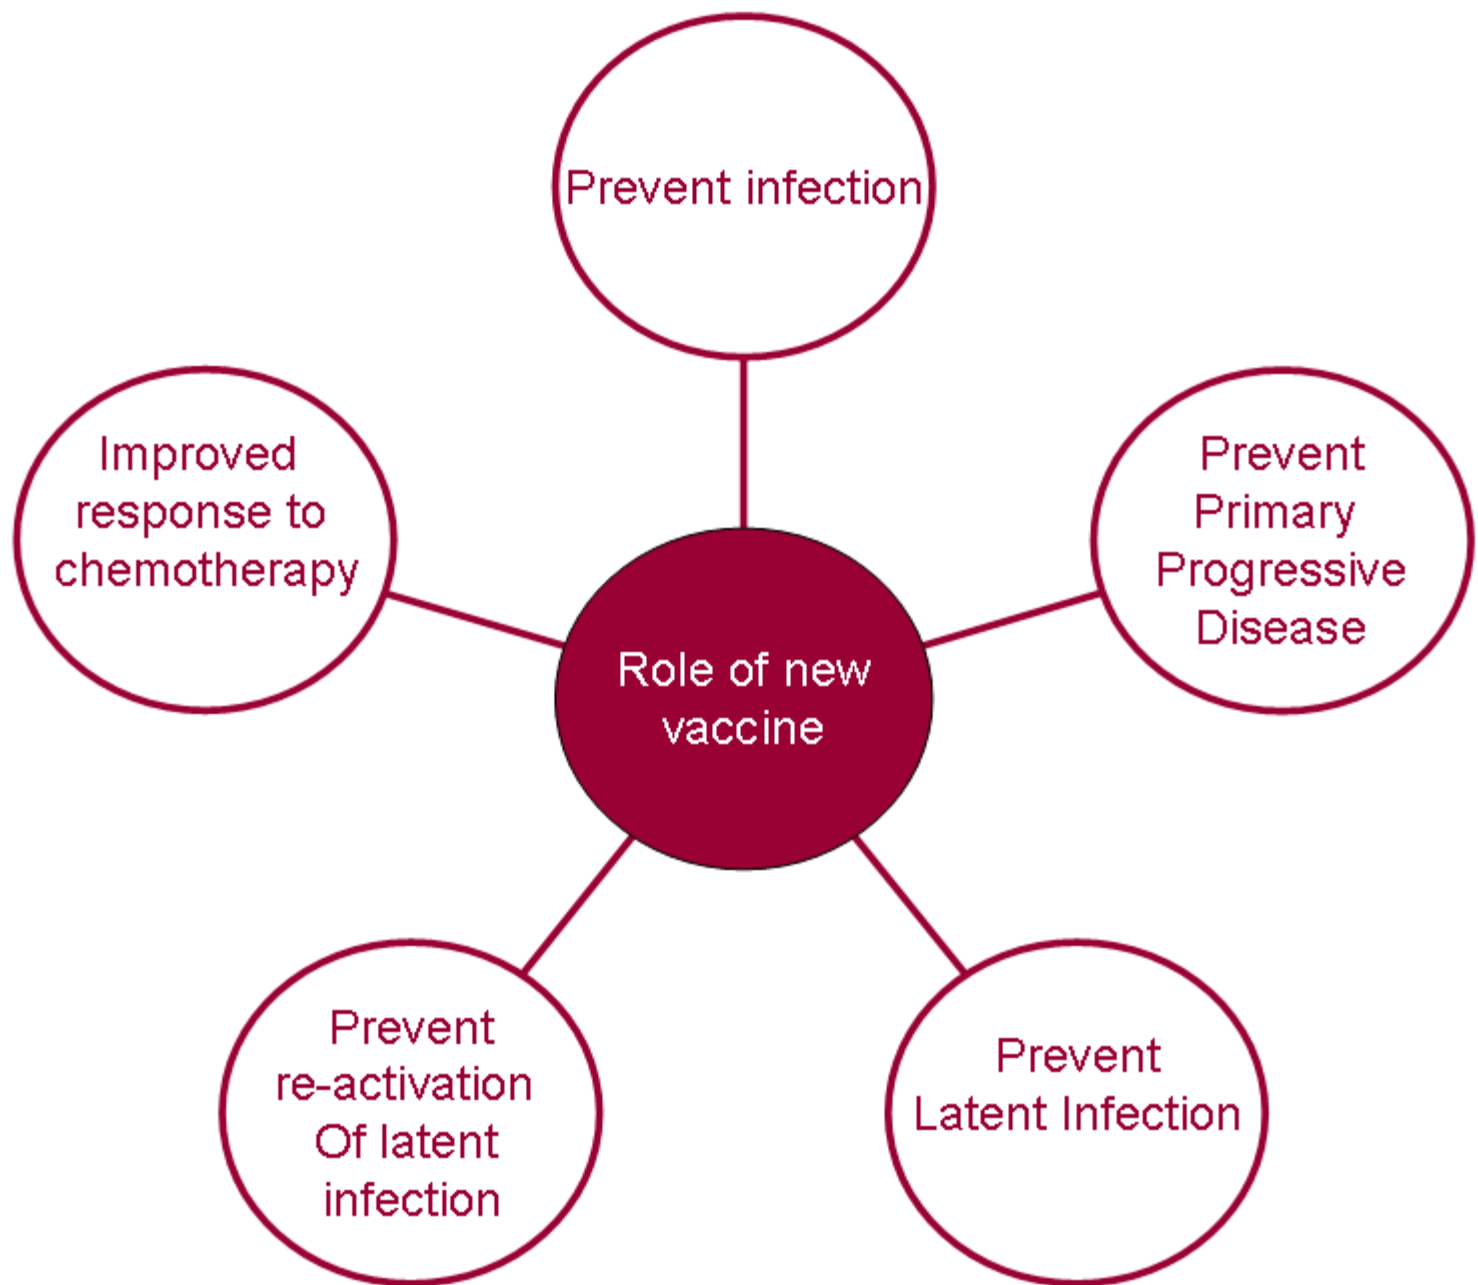 Prevent infection
Improved
response to
chemotherapy
Prevent
Primary
Progressive
Disease
Role of new
vaccine
Prevent
re-activation
Of latent
infection
Prevent
Latent Infection